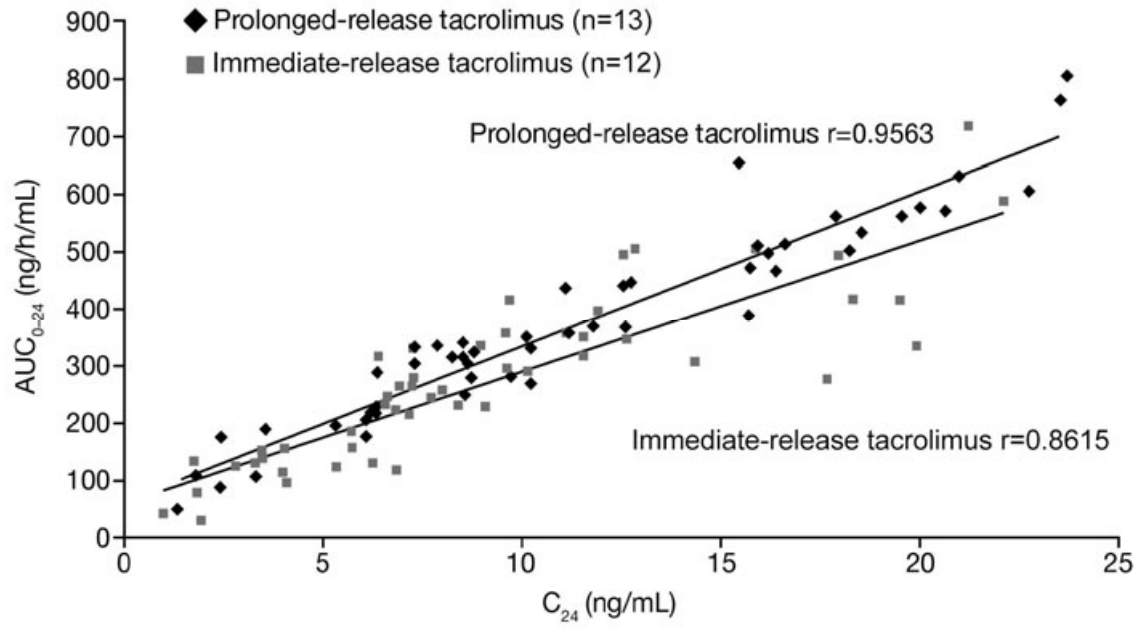 Prolonged-release tacrolimus (n=13)
Immediate-release tacrolimus (n=12)
Prolonged-release tacrolimus r=0.9563
Immediate-release tacrolimus r=0.8615
AUC0–24 (ng/h/mL)
900
800
700
600
500
400
300
200
100
0
0 5 10 15 20 25
C24 (ng/mL)